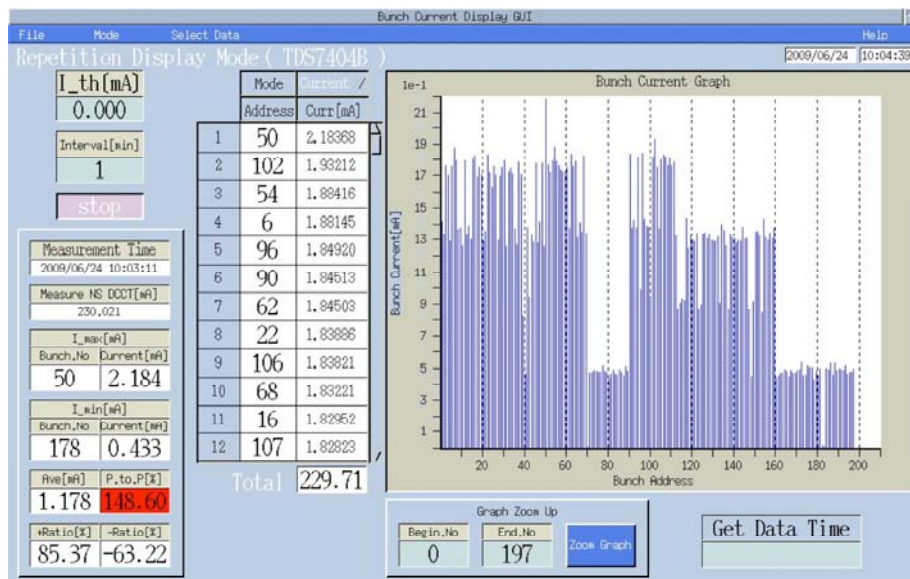 Bunch Current Display GUI
File Mode Select Data Help
Repetition Display Mode ( TDS7404B )
2009/06/24 10:04:39
I_th[mA]
0.000
Interval[min]
1
stop
Measurement Time
2009/06/24 10:03:11
Measure NS DCCT[mA]
230.021
I_max[mA]
Bunch.No Current[mA]
50 2.184
I_min[mA]
Bunch.No Current[mA]
178 0.433
Ave[mA] P.to.P[%]
1.178 148.60
+Ratio[%] -Ratio[%]
85.37 -63.22
Mode Current /
Address Curr[mA]
1 50 2.18368
2 102 1.93212
3 54 1.88416
4 6 1.88145
5 96 1.84920
6 90 1.84513
7 62 1.84503
8 22 1.83886
9 106 1.83821
10 68 1.83221
11 16 1.82952
12 107 1.82823
Total 229.71
Bunch Current Graph
1e-1
21
19
17
15
13
11
9
7
5
3
1
Bunch Current[mA]
20 40 60 80 100 120 140 160 180 200
Bunch Address
Graph Zoom Up
Begin.No End.No
0 197
Zoom Graph
Get Data Time